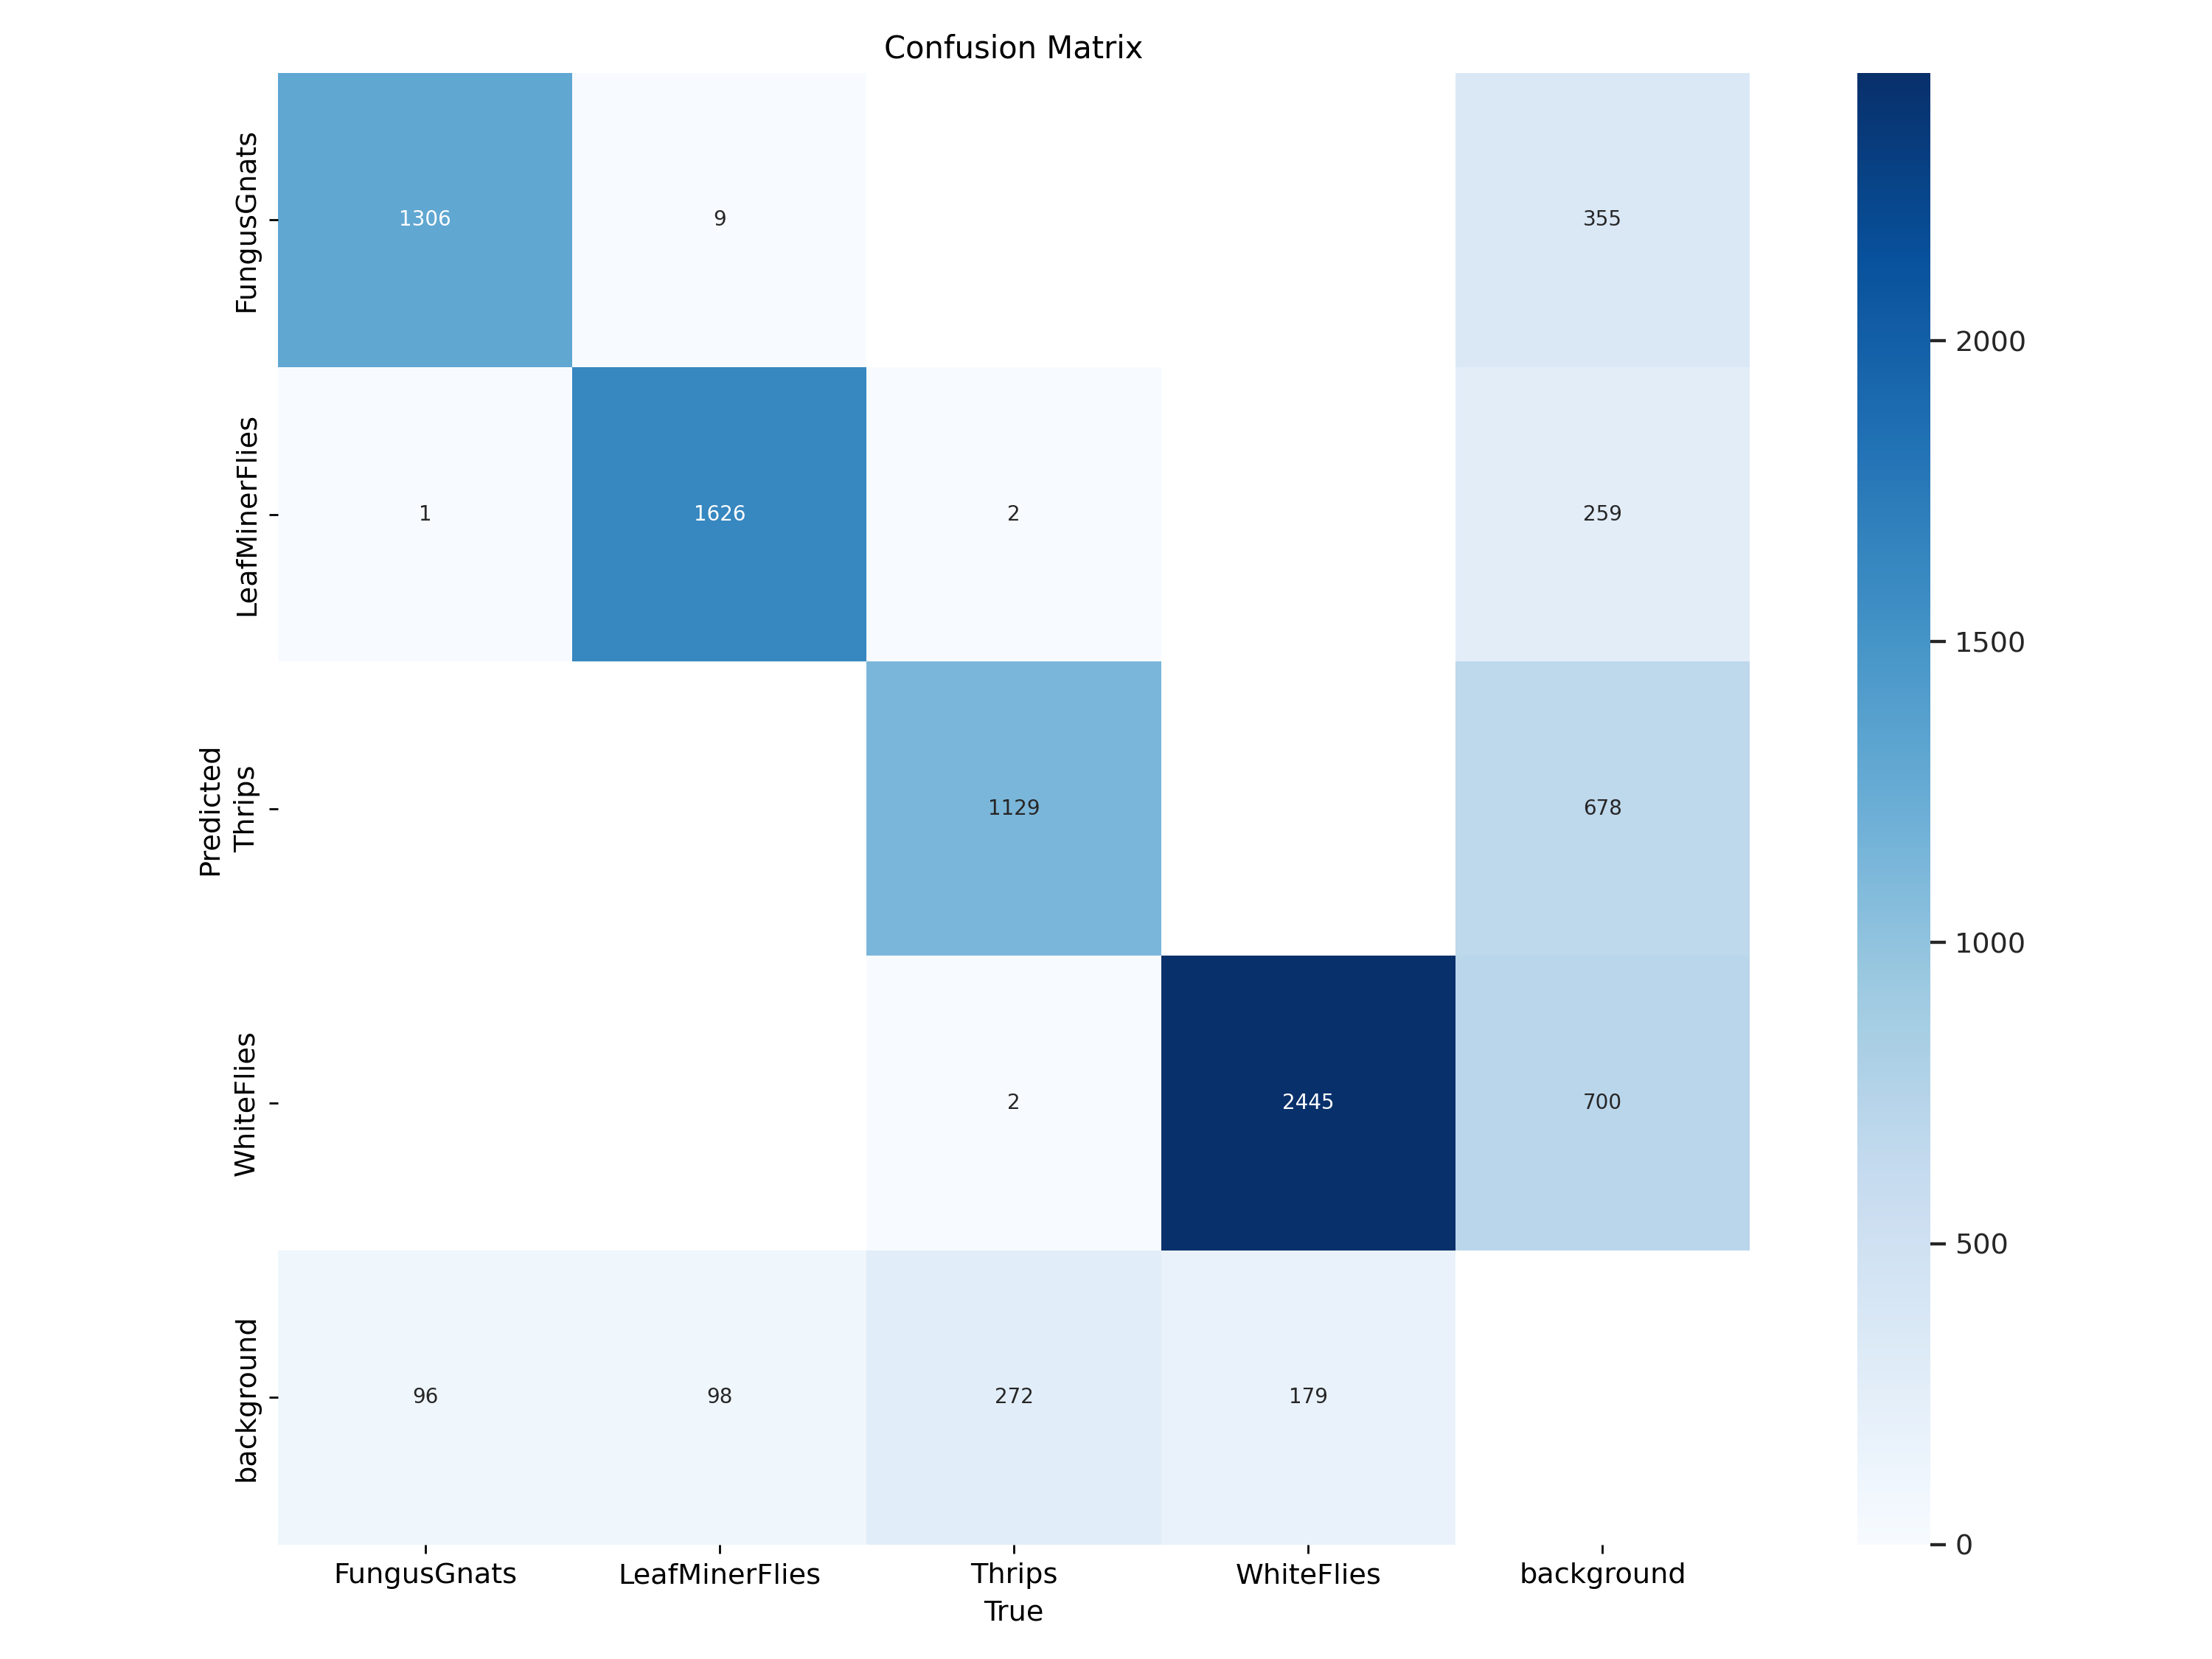 Confusion Matrix
FungusGnats
1306 9 355
LeafMinerFlies
1 1626 2 259
Predicted
Thrips
1129 678
WhiteFlies
2 2445 700
background
96 98 272 179
FungusGnats LeafMinerFlies Thrips WhiteFlies background
True
2000
1500
1000
500
0